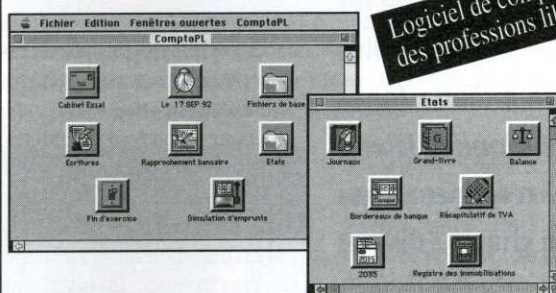 Logiciel de
des professions
Fichier Edition Fenêtres ouvertes ComptaPL
ComptaPL
Cabinet Essai
Le 17 SEP 92
Fichiers de base
Ecritures
Rapprochement bancaire
Etats
Fin d'exercice
Simulation d'emprunts
Etats
Journaux
Grand-livre
Balance
Bordereaux de banque
Récapitulatif de TVA
2035
Registre des immobilisations